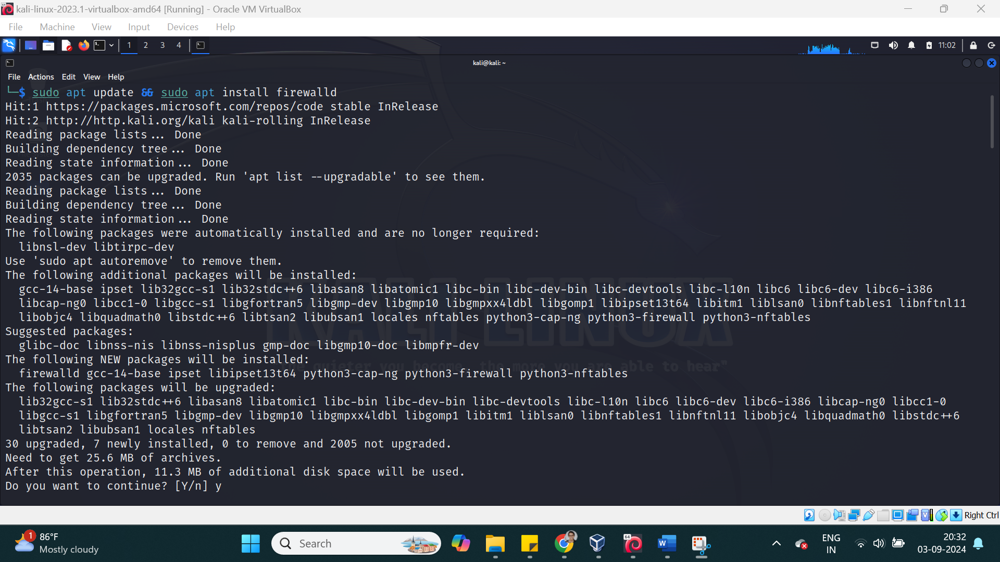 kali-linux-2023.1-virtualbox-amd64 [Running] - Oracle VM VirtualBox
File Machine View Input Devices Help
1 2 3 4 11:02
kali@kali: ~
File Actions Edit View Help
└─$ sudo apt update && sudo apt install firewalld
Hit:1 https://packages.microsoft.com/repos/code stable InRelease
Hit:2 http://http.kali.org/kali kali-rolling InRelease
Reading package lists... Done
Building dependency tree... Done
Reading state information... Done
2035 packages can be upgraded. Run 'apt list --upgradable' to see them.
Reading package lists... Done
Building dependency tree... Done
Reading state information... Done
The following packages were automatically installed and are no longer required:
libnsl-dev libtirpc-dev
Use 'sudo apt autoremove' to remove them.
The following additional packages will be installed:
gcc-14-base ipset lib32gcc-s1 lib32stdc++6 libasan8 libatomic1 libc-bin libc-dev-bin libc-devtools libc-l10n libc6 libc6-dev libc6-i386
libcap-ng0 libcc1-0 libgcc-s1 libgfortran5 libgmp-dev libgmp10 libgmpxx4ldbl libgomp1 libipset13t64 libitm1 liblsan0 libnftables1 libnftnl11
libobjc4 libquadmath0 libstdc++6 libtsan2 libubsan1 locales nftables python3-cap-ng python3-firewall python3-nftables
Suggested packages:
glibc-doc libnss-nis libnss-nisplus gmp-doc libgmp10-doc libmpfr-dev
The following NEW packages will be installed:
firewalld gcc-14-base ipset libipset13t64 python3-cap-ng python3-firewall python3-nftables
The following packages will be upgraded:
lib32gcc-s1 lib32stdc++6 libasan8 libatomic1 libc-bin libc-dev-bin libc-devtools libc-l10n libc6 libc6-dev libc6-i386 libcap-ng0 libcc1-0
libgcc-s1 libgfortran5 libgmp-dev libgmp10 libgmpxx4ldbl libgomp1 libitm1 liblsan0 libnftables1 libnftnl11 libobjc4 libquadmath0 libstdc++6
libtsan2 libubsan1 locales nftables
30 upgraded, 7 newly installed, 0 to remove and 2005 not upgraded.
Need to get 25.6 MB of archives.
After this operation, 11.3 MB of additional disk space will be used.
Do you want to continue? [Y/n] y
KALI LINUX
quieter you become, the more you are able to hear"
Right Ctrl
1
86°F
Mostly cloudy
Search
64
ENG
IN
20:32
03-09-2024